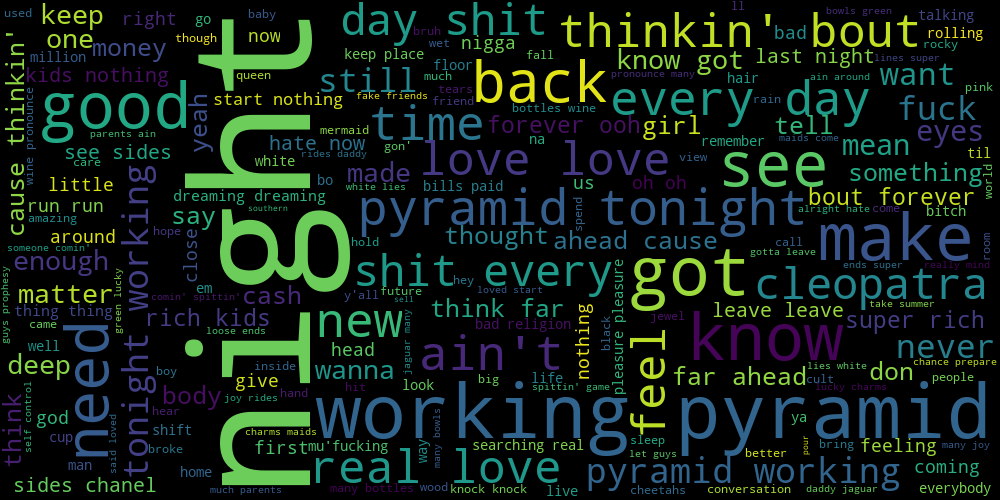 used
keep
right
go
baby
day shit
thinkin' bout
ll
bowls green
talking
one
though
now
bruh
wet
nigga
bad
rolling
money
keep place
fall
know got
last night
rocky
million
queen
floor
lines super
kids nothing
still
much
back
pronounce many
hair
ain around
want
cause thinkin'
good
start nothing
fake friends
tears
friend
bottles wine
every day
rain
pink
fuck
yeah
mermaid
gon'
time
forever ooh
girl
tell
eyes
parents ain
hate now
na
remember
maids come
mean
til
see sides
white
rides daddy
love love
view
see
something
world
wine pronounce
care
made
us
oh oh
little
dreaming dreaming
bo
white lies
bills paid
bout forever
run run
southern
say
pyramid tonight
spend
alright hate
come
bitch
amazing
hope
night
around
hold
thought
ahead cause
call
make
room
someone comin'
close
gotta leave
enough
em
shit every
got
ends super
really mind
guys prophesy
comin' spittin'
y'all
future
hey
loved start
pleasure pleasure
cleopatra
matter
cash
sell
think far
leave leave
take summer
thing thing
green lucky
rich kids
new
jaguar many
bad religion
nothing
jewel
super rich
came
loose ends
black
know
well
head
ain't
never
deep
boy
inside
wanna
life
lies white
chance prepare
need
tonight working
give
look
big
spittin' game
far ahead
cult
don
people
self control
body
joy rides
hand
hit
working
feel
lucky charms
pyramid
god
hear
think
cup
said loved
shift
charms maids
many bowls
ya
first
mu'fucking
way
searching real
sleep
bring
feeling
man
broke
let guys
better
pour
many joy
home
real love
pyramid working
coming
sides chanel
much parents
many bottles
wood
knock knock
live
cheetahs
conversation
daddy jaguar
everybody